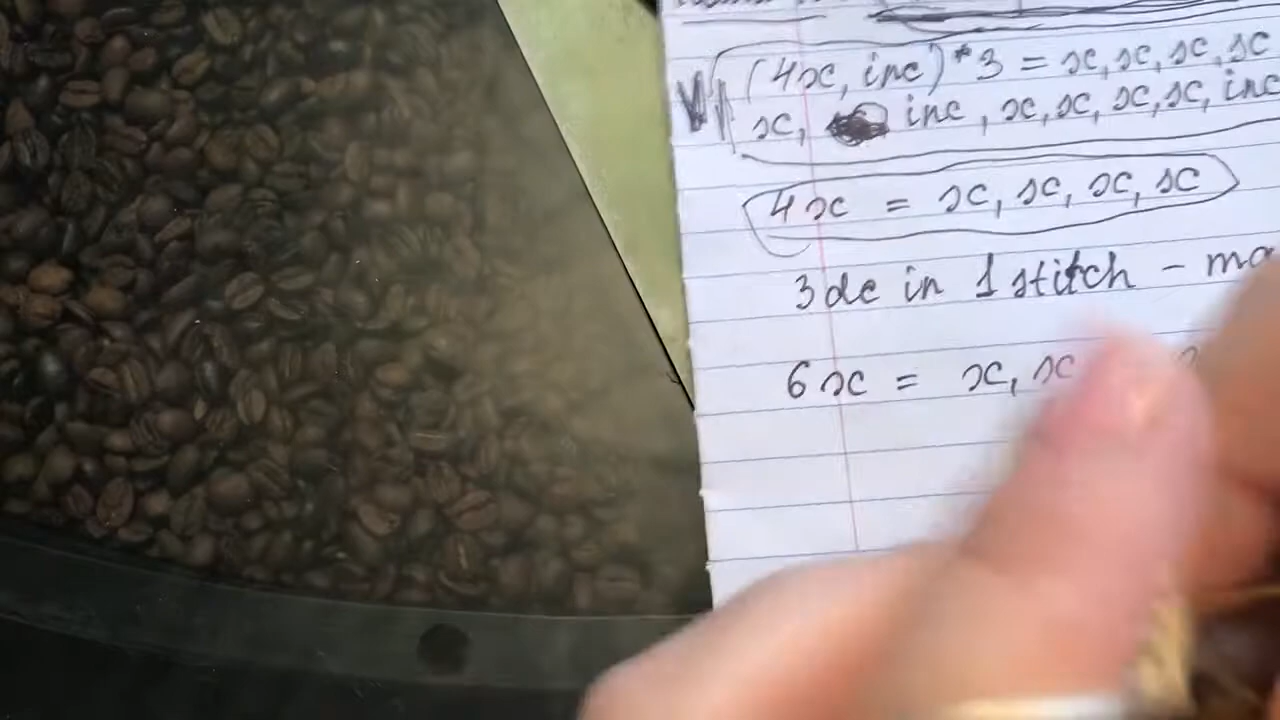 (4sc, inc)*3 = sc, sc, sc, sc
sc, inc, sc, sc, sc, sc, inc
4sc = sc, sc, sc, sc
3dc in 1 stitch -
6sc = sc, sc